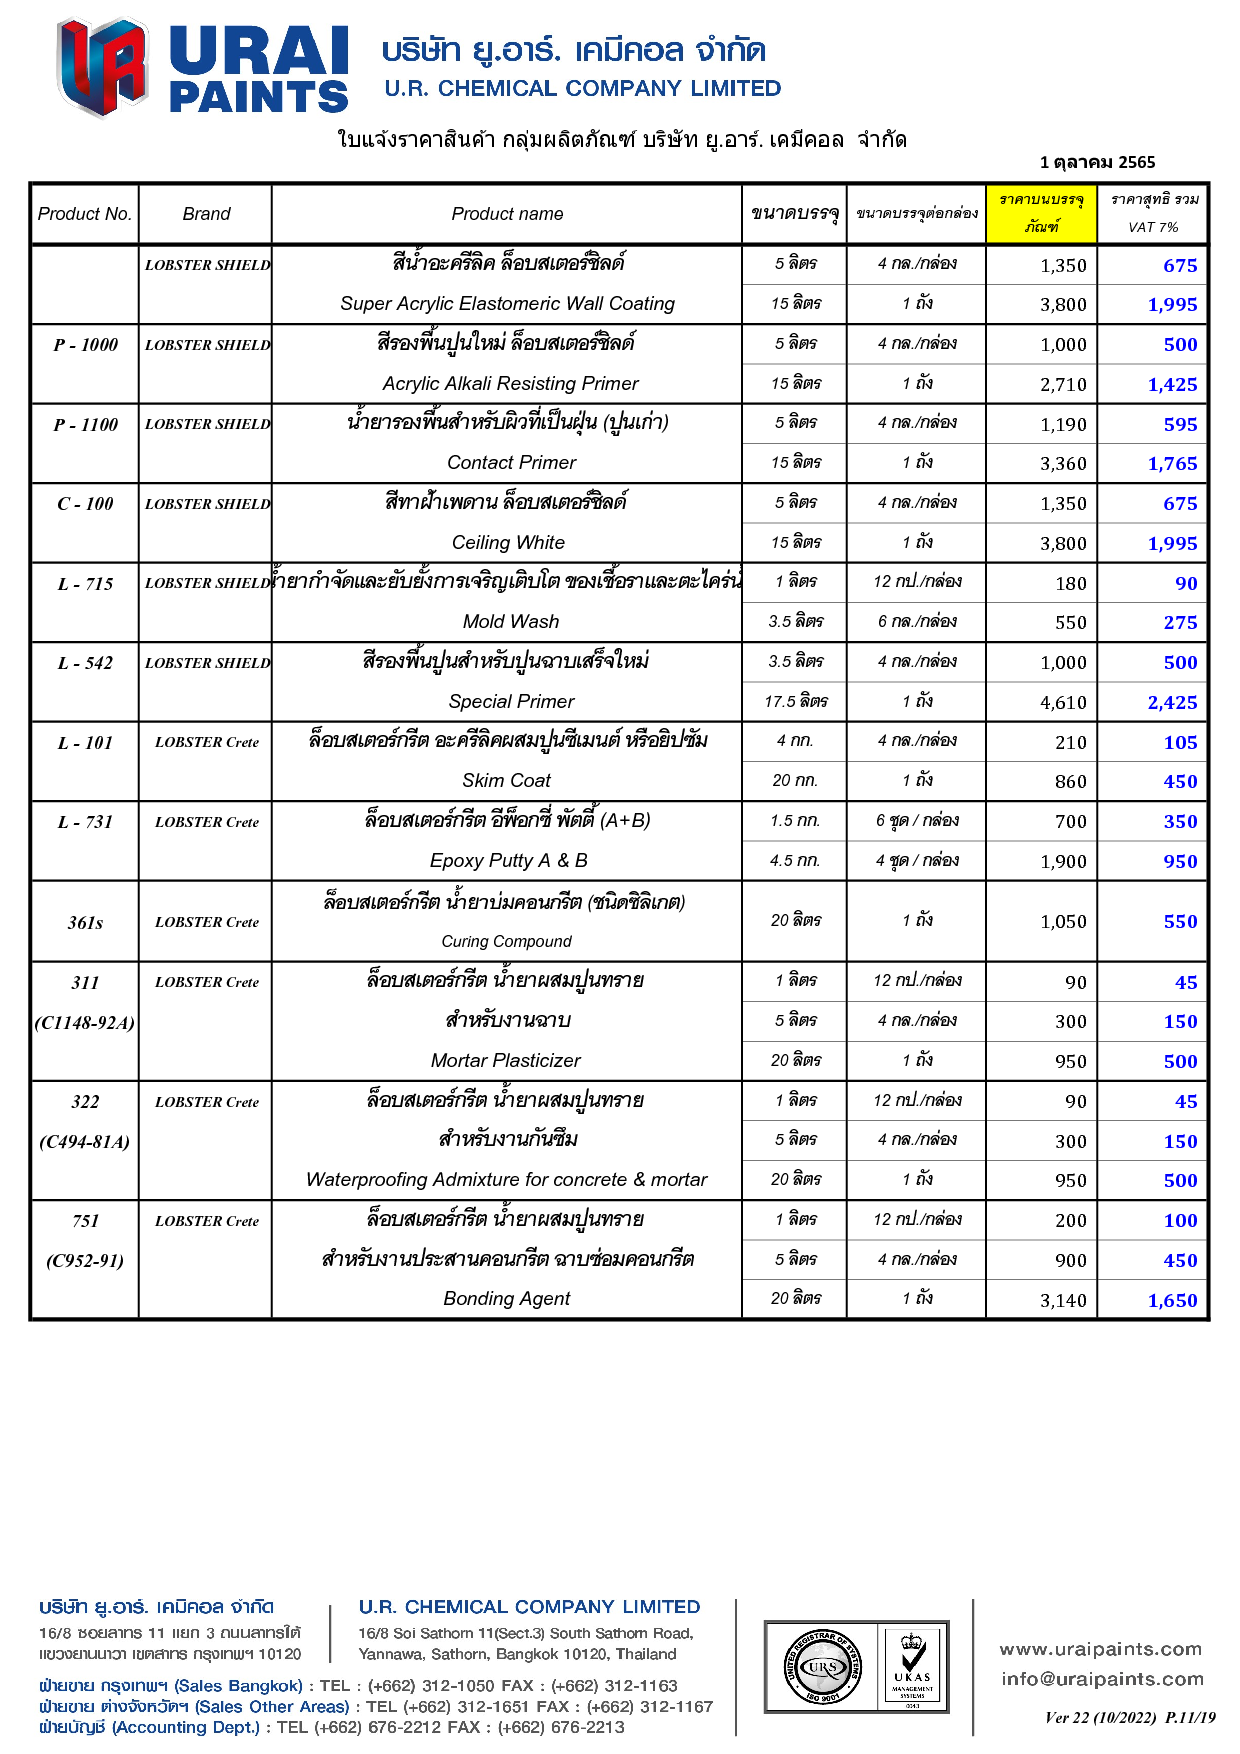 URAI
PAINTS
บริษัท ยู.อาร์. เคมีคอล จำกัด
U.R. CHEMICAL COMPANY LIMITED
ใบแจ้งราคาสินค้า กลุ่มผลิตภัณฑ์ บริษัท ยู.อาร์. เคมีคอล จำกัด
1 ตุลาคม 2565
Product No. Brand Product name ขนาดบรรจุ ขนาดบรรจุต่อกล่อง ราคาบนบรรจุ ภัณฑ์ ราคาสุทธิ รวม VAT 7%
LOBSTER SHIELD สีน้ำอะครีลิค ล็อบสเตอร์ชิลด์ 5 ลิตร 4 กล./กล่อง 1,350 675
Super Acrylic Elastomeric Wall Coating 15 ลิตร 1 ถัง 3,800 1,995
P - 1000 LOBSTER SHIELD สีรองพื้นปูนใหม่ ล็อบสเตอร์ชิลด์ 5 ลิตร 4 กล./กล่อง 1,000 500
Acrylic Alkali Resisting Primer 15 ลิตร 1 ถัง 2,710 1,425
P - 1100 LOBSTER SHIELD น้ำยารองพื้นสำหรับผิวที่เป็นฝุ่น (ปูนเก่า) 5 ลิตร 4 กล./กล่อง 1,190 595
Contact Primer 15 ลิตร 1 ถัง 3,360 1,765
C - 100 LOBSTER SHIELD สีทาฝ้าเพดาน ล็อบสเตอร์ชิลด์ 5 ลิตร 4 กล./กล่อง 1,350 675
Ceiling White 15 ลิตร 1 ถัง 3,800 1,995
L - 715 LOBSTER SHIELD น้ำยากำจัดและยับยั้งการเจริญเติบโต ของเชื้อราและตะไคร่น้ำ 1 ลิตร 12 กป./กล่อง 180 90
Mold Wash 3.5 ลิตร 6 กล./กล่อง 550 275
L - 542 LOBSTER SHIELD สีรองพื้นปูนสำหรับปูนฉาบเสร็จใหม่ 3.5 ลิตร 4 กล./กล่อง 1,000 500
Special Primer 17.5 ลิตร 1 ถัง 4,610 2,425
L - 101 LOBSTER Crete ล็อบสเตอร์กรีต อะครีลิคผสมปูนซีเมนต์ หรือยิปซัม 4 กก. 4 กล./กล่อง 210 105
Skim Coat 20 กก. 1 ถัง 860 450
L - 731 LOBSTER Crete ล็อบสเตอร์กรีต อีพ็อกซี่ พัตตี้ (A+B) 1.5 กก. 6 ชุด / กล่อง 700 350
Epoxy Putty A & B 4.5 กก. 4 ชุด / กล่อง 1,900 950
361s LOBSTER Crete ล็อบสเตอร์กรีต น้ำยาบ่มคอนกรีต (ชนิดซิลิเกต) 20 ลิตร 1 ถัง 1,050 550
Curing Compound
311 LOBSTER Crete ล็อบสเตอร์กรีต น้ำยาผสมปูนทราย 1 ลิตร 12 กป./กล่อง 90 45
(C1148-92A) สำหรับงานฉาบ 5 ลิตร 4 กล./กล่อง 300 150
Mortar Plasticizer 20 ลิตร 1 ถัง 950 500
322 LOBSTER Crete ล็อบสเตอร์กรีต น้ำยาผสมปูนทราย 1 ลิตร 12 กป./กล่อง 90 45
(C494-81A) สำหรับงานกันซึม 5 ลิตร 4 กล./กล่อง 300 150
Waterproofing Admixture for concrete & mortar 20 ลิตร 1 ถัง 950 500
751 LOBSTER Crete ล็อบสเตอร์กรีต น้ำยาผสมปูนทราย 1 ลิตร 12 กป./กล่อง 200 100
(C952-91) สำหรับงานประสานคอนกรีต ฉาบซ่อมคอนกรีต 5 ลิตร 4 กล./กล่อง 900 450
Bonding Agent 20 ลิตร 1 ถัง 3,140 1,650
บริษัท ยู.อาร์. เคมีคอล จำกัด
16/8 ซอยสาทร 11 แยก 3 ถนนสาทรใต้
แขวงยานนาวา เขตสาทร กรุงเทพฯ 10120
U.R. CHEMICAL COMPANY LIMITED
16/8 Soi Sathorn 11(Sect.3) South Sathorn Road,
Yannawa, Sathorn, Bangkok 10120, Thailand
ฝ่ายขาย กรุงเทพฯ (Sales Bangkok) : TEL : (+662) 312-1050 FAX : (+662) 312-1163
ฝ่ายขาย ต่างจังหวัดฯ (Sales Other Areas) : TEL (+662) 312-1651 FAX : (+662) 312-1167
ฝ่ายบัญชี (Accounting Dept.) : TEL (+662) 676-2212 FAX : (+662) 676-2213
UNITED REGISTRAR OF SYSTEMS
URS
ISO 9001
UKAS
MANAGEMENT
SYSTEMS
0043
www.uraipaints.com
info@uraipaints.com
Ver 22 (10/2022) P.11/19